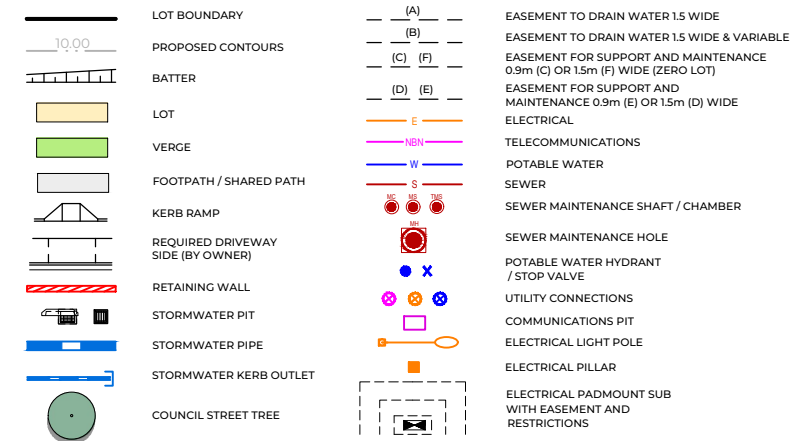 LOT BOUNDARY
10.00
PROPOSED CONTOURS
BATTER
LOT
VERGE
FOOTPATH / SHARED PATH
KERB RAMP
REQUIRED DRIVEWAY
SIDE (BY OWNER)
RETAINING WALL
STORMWATER PIT
STORMWATER PIPE
STORMWATER KERB OUTLET
COUNCIL STREET TREE
(A)
EASEMENT TO DRAIN WATER 1.5 WIDE
(B)
EASEMENT TO DRAIN WATER 1.5 WIDE & VARIABLE
(C) (F)
EASEMENT FOR SUPPORT AND MAINTENANCE
0.9m (C) OR 1.5m (F) WIDE (ZERO LOT)
(D) (E)
EASEMENT FOR SUPPORT AND
MAINTENANCE 0.9m (E) OR 1.5m (D) WIDE
E
ELECTRICAL
NBN
TELECOMMUNICATIONS
W
POTABLE WATER
S
SEWER
MC MS TMS
SEWER MAINTENANCE SHAFT / CHAMBER
MH
SEWER MAINTENANCE HOLE
POTABLE WATER HYDRANT
/ STOP VALVE
UTILITY CONNECTIONS
COMMUNICATIONS PIT
ELECTRICAL LIGHT POLE
ELECTRICAL PILLAR
ELECTRICAL PADMOUNT SUB
WITH EASEMENT AND
RESTRICTIONS